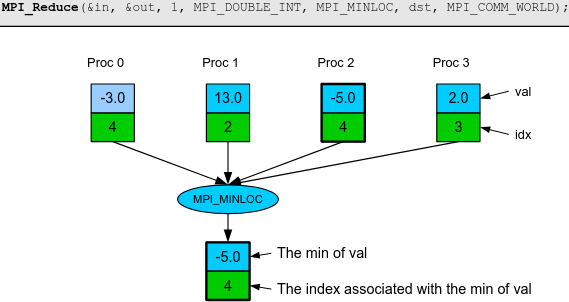 MPI_Reduce(&in, &out, 1, MPI_DOUBLE_INT, MPI_MINLOC, dst, MPI_COMM_WORLD);
Proc 0 Proc 1 Proc 2 Proc 3
-3.0 13.0 -5.0 2.0 val
4 2 4 3 idx
MPI_MINLOC
-5.0 The min of val
4 The index associated with the min of val